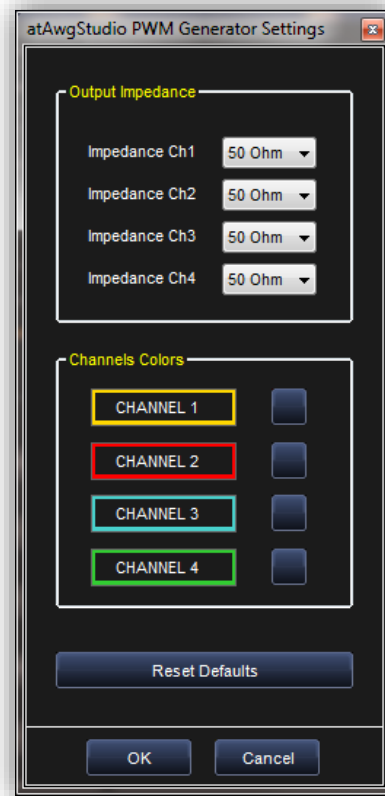 atAwgStudio PWM Generator Settings
Output Impedance
Impedance Ch1 50 Ohm
Impedance Ch2 50 Ohm
Impedance Ch3 50 Ohm
Impedance Ch4 50 Ohm
Channels Colors
CHANNEL 1
CHANNEL 2
CHANNEL 3
CHANNEL 4
Reset Defaults
OK Cancel